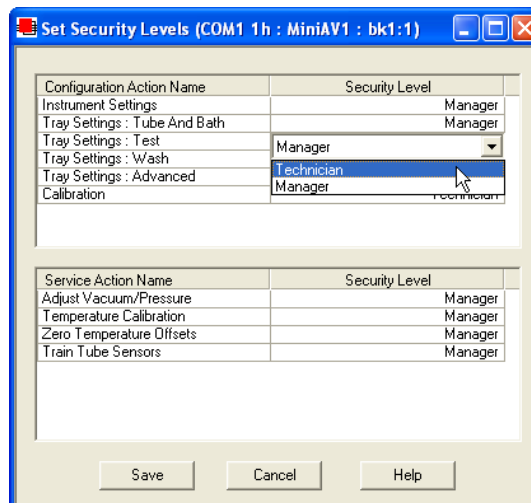 Set Security Levels (COM1 1h : MiniAV1 : bk1:1)
Configuration Action Name Security Level
Instrument Settings Manager
Tray Settings : Tube And Bath Manager
Tray Settings : Test Manager
Tray Settings : Wash Technician
Tray Settings : Advanced Manager
Calibration Technician
Service Action Name Security Level
Adjust Vacuum/Pressure Manager
Temperature Calibration Manager
Zero Temperature Offsets Manager
Train Tube Sensors Manager
Save Cancel Help